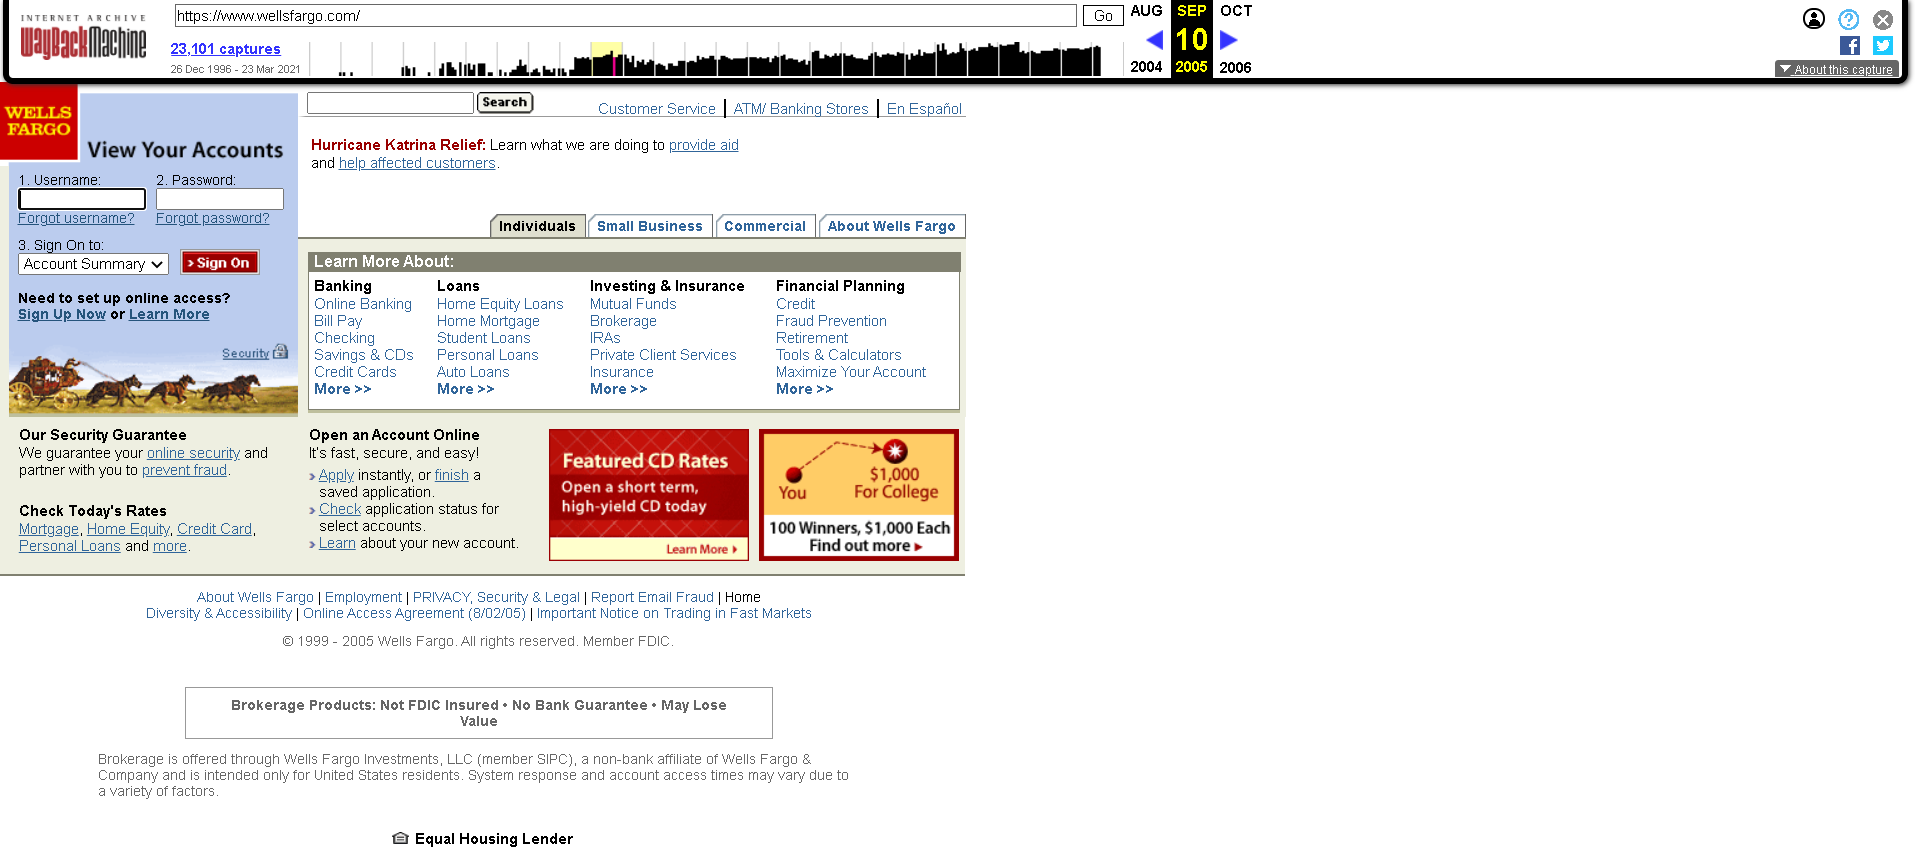 INTERNET ARCHIVE
WayBackMachine
https://www.wellsfargo.com/
Go
AUG
SEP
OCT
23,101 captures
10
26 Dec 1996 - 23 Mar 2021
2004
2005
2006
About this capture
WELLS
FARGO
View Your Accounts
1. Username:
2. Password:
Forgot username?
Forgot password?
3. Sign On to:
Account Summary
Sign On
Need to set up online access?
Sign Up Now or Learn More
Security
Search
Customer Service
ATM/ Banking Stores
En Español
Hurricane Katrina Relief: Learn what we are doing to provide aid
and help affected customers.
Individuals
Small Business
Commercial
About Wells Fargo
Learn More About:
Banking
Online Banking
Bill Pay
Checking
Savings & CDs
Credit Cards
More >>
Loans
Home Equity Loans
Home Mortgage
Student Loans
Personal Loans
Auto Loans
More >>
Investing & Insurance
Mutual Funds
Brokerage
IRAs
Private Client Services
Insurance
More >>
Financial Planning
Credit
Fraud Prevention
Retirement
Tools & Calculators
Maximize Your Account
More >>
Our Security Guarantee
We guarantee your online security and
partner with you to prevent fraud.
Check Today's Rates
Mortgage, Home Equity, Credit Card,
Personal Loans and more.
Open an Account Online
It's fast, secure, and easy!
Apply instantly, or finish a
saved application.
Check application status for
select accounts.
Learn about your new account.
Featured CD Rates
Open a short term,
high-yield CD today
Learn More
You
$1,000
For College
100 Winners, $1,000 Each
Find out more
About Wells Fargo | Employment | PRIVACY, Security & Legal | Report Email Fraud | Home
Diversity & Accessibility | Online Access Agreement (8/02/05) | Important Notice on Trading in Fast Markets
© 1999 - 2005 Wells Fargo. All rights reserved. Member FDIC.
Brokerage Products: Not FDIC Insured • No Bank Guarantee • May Lose
Value
Brokerage is offered through Wells Fargo Investments, LLC (member SIPC), a non-bank affiliate of Wells Fargo &
Company and is intended only for United States residents. System response and account access times may vary due to
a variety of factors.
Equal Housing Lender